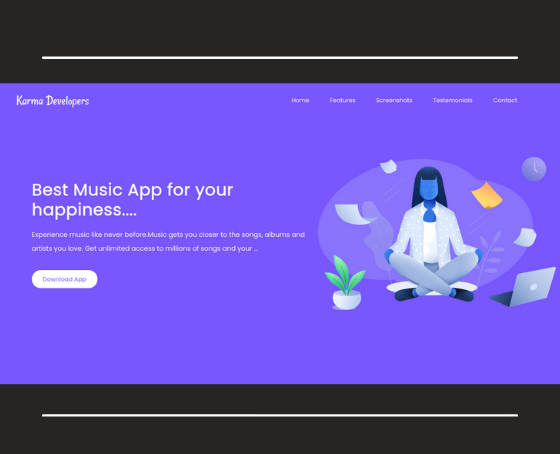 Karma Developers
Home Features Screenshots Testemonials Contact
Best Music App for your
happiness....
Experience music like never before.Music gets you closer to the songs, albums and
artists you love. Get unlimited access to millions of songs and your ...
Download App